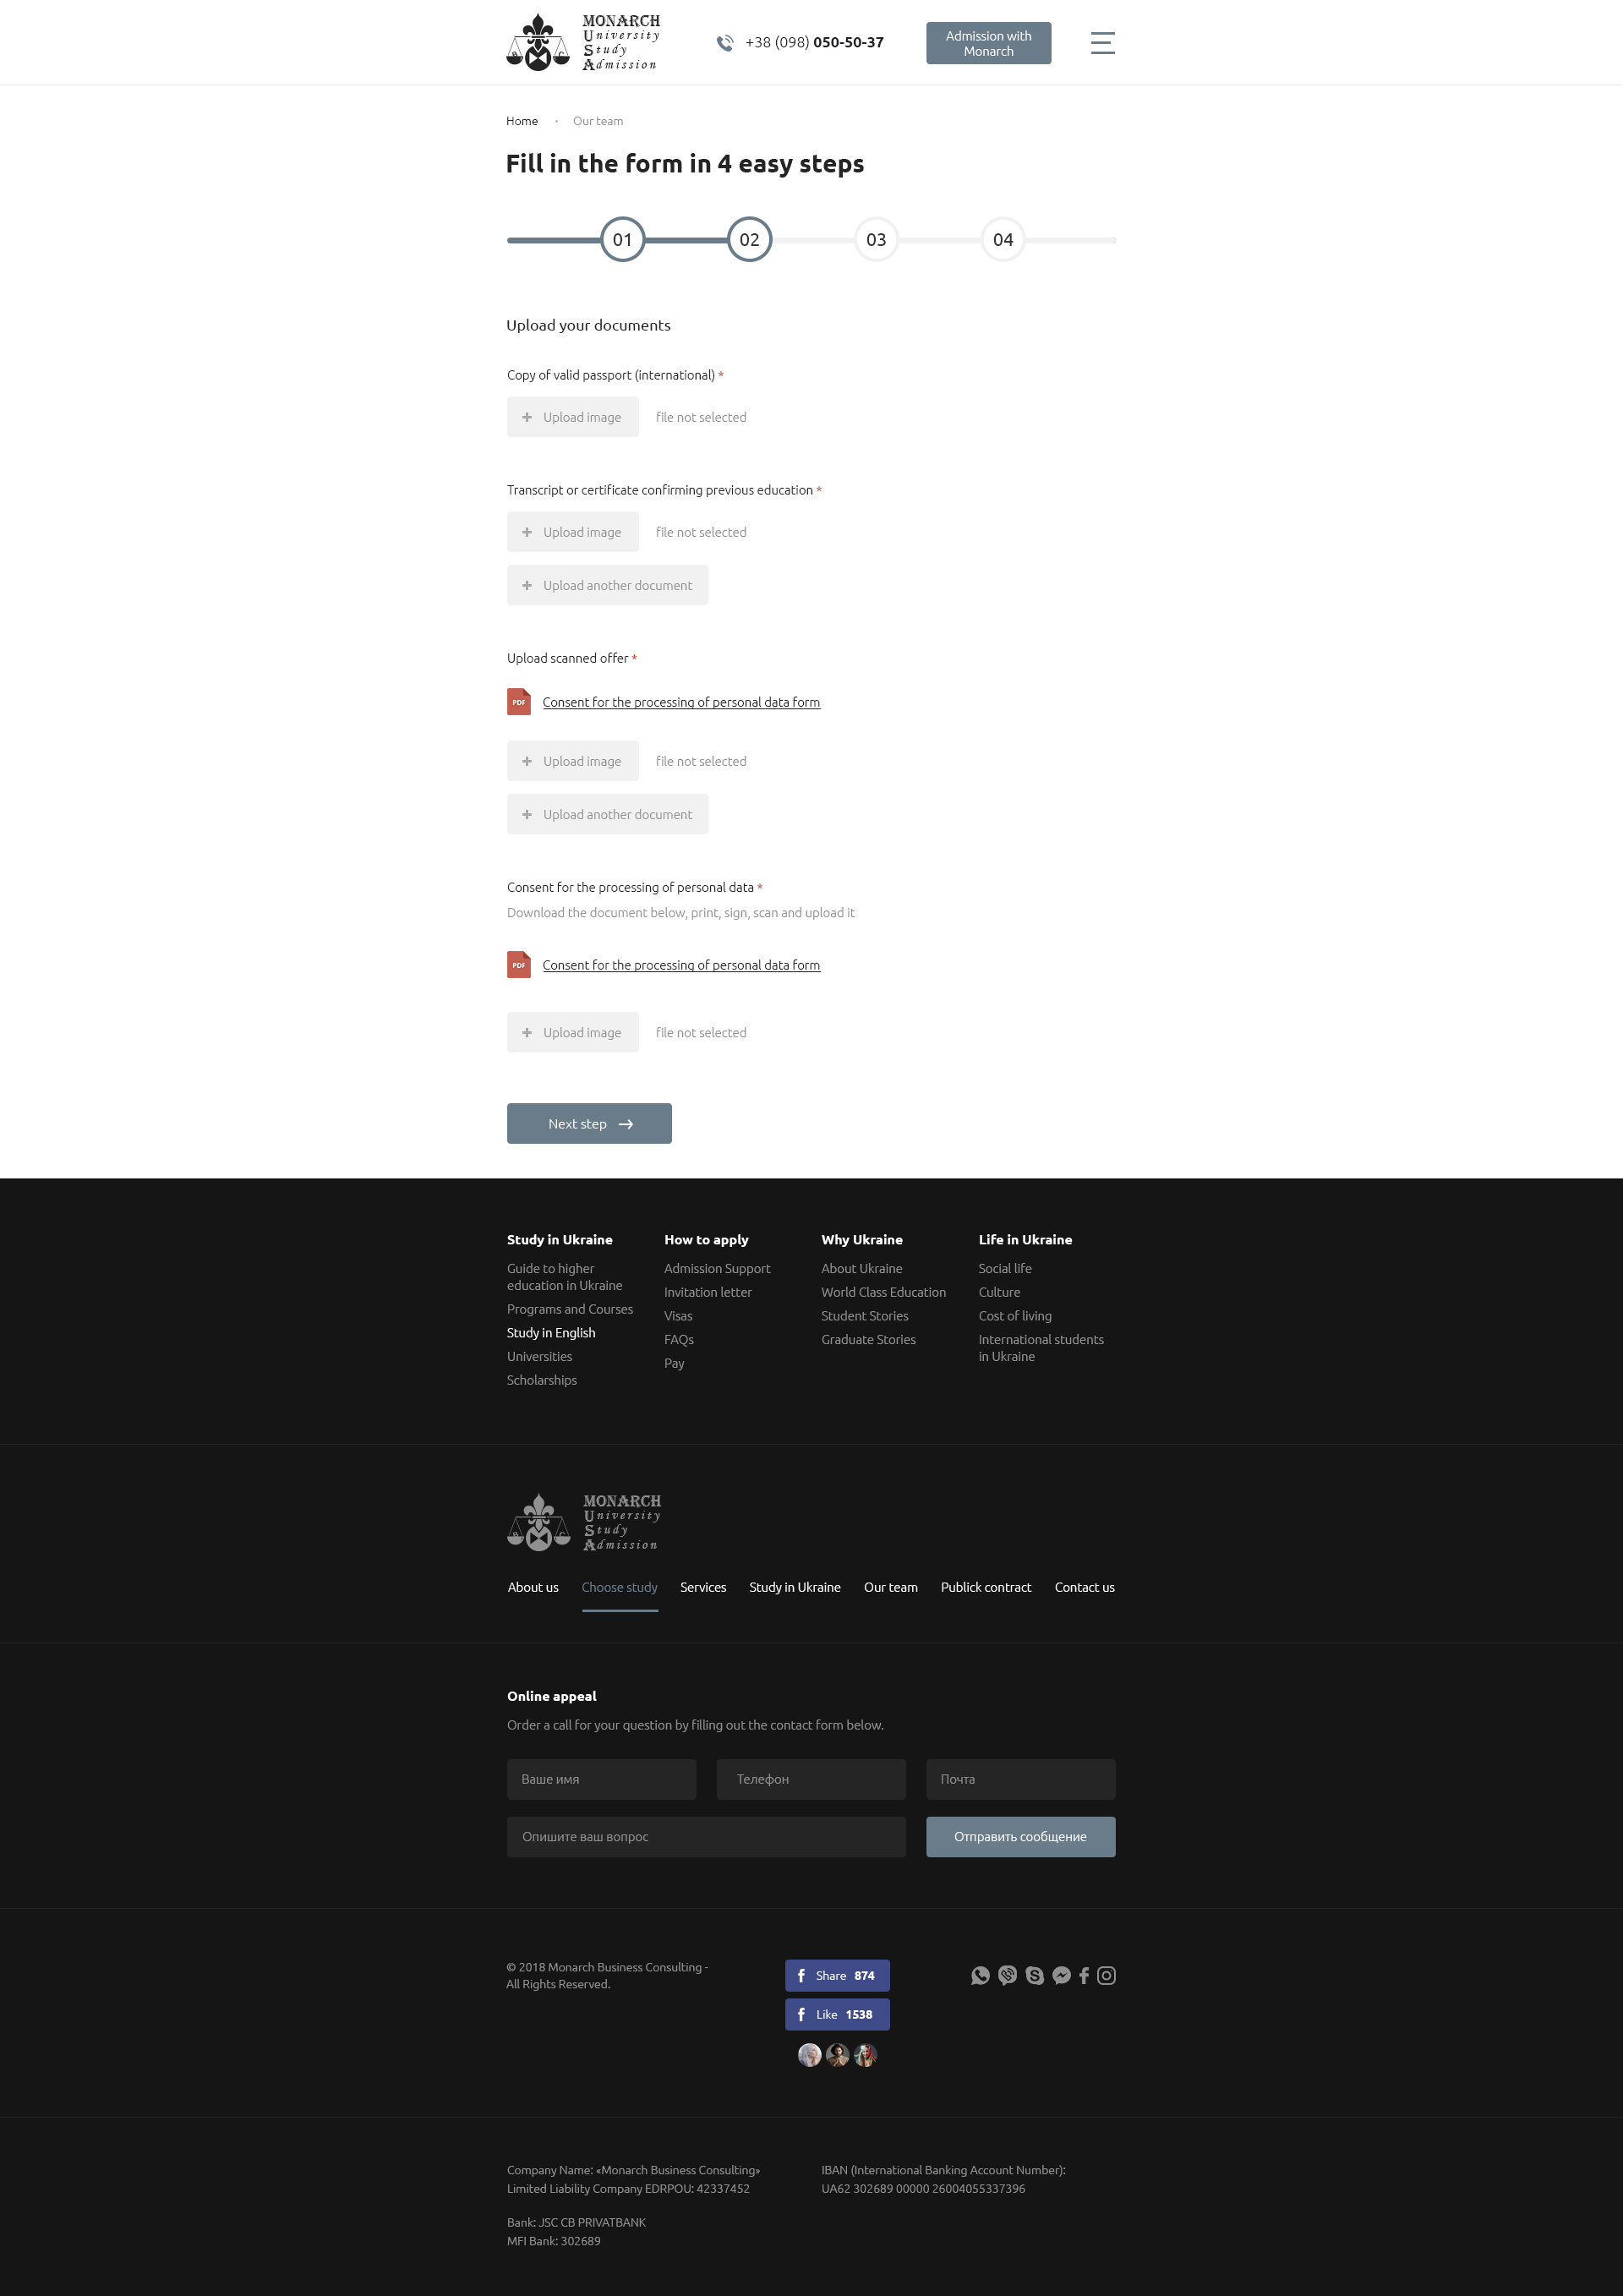 MONARCH
University
Study
Admission
+38 (098) 050-50-37
Admission with
Monarch
Home • Our team
Fill in the form in 4 easy steps
01 02 03 04
Upload your documents
Copy of valid passport (international) *
+ Upload image file not selected
Transcript or certificate confirming previous education *
+ Upload image file not selected
+ Upload another document
Upload scanned offer *
PDF Consent for the processing of personal data form
+ Upload image file not selected
+ Upload another document
Consent for the processing of personal data *
Download the document below, print, sign, scan and upload it
PDF Consent for the processing of personal data form
+ Upload image file not selected
Next step →
Study in Ukraine
Guide to higher
education in Ukraine
Programs and Courses
Study in English
Universities
Scholarships
How to apply
Admission Support
Invitation letter
Visas
FAQs
Pay
Why Ukraine
About Ukraine
World Class Education
Student Stories
Graduate Stories
Life in Ukraine
Social life
Culture
Cost of living
International students
in Ukraine
MONARCH
University
Study
Admission
About us Choose study Services Study in Ukraine Our team Publick contract Contact us
Online appeal
Order a call for your question by filling out the contact form below.
Ваше имя Телефон Почта
Опишите ваш вопрос Отправить сообщение
© 2018 Monarch Business Consulting -
All Rights Reserved.
Share 874
Like 1538
Company Name: «Monarch Business Consulting»
Limited Liability Company EDRPOU: 42337452
Bank: JSC CB PRIVATBANK
MFI Bank: 302689
IBAN (International Banking Account Number):
UA62 302689 00000 26004055337396